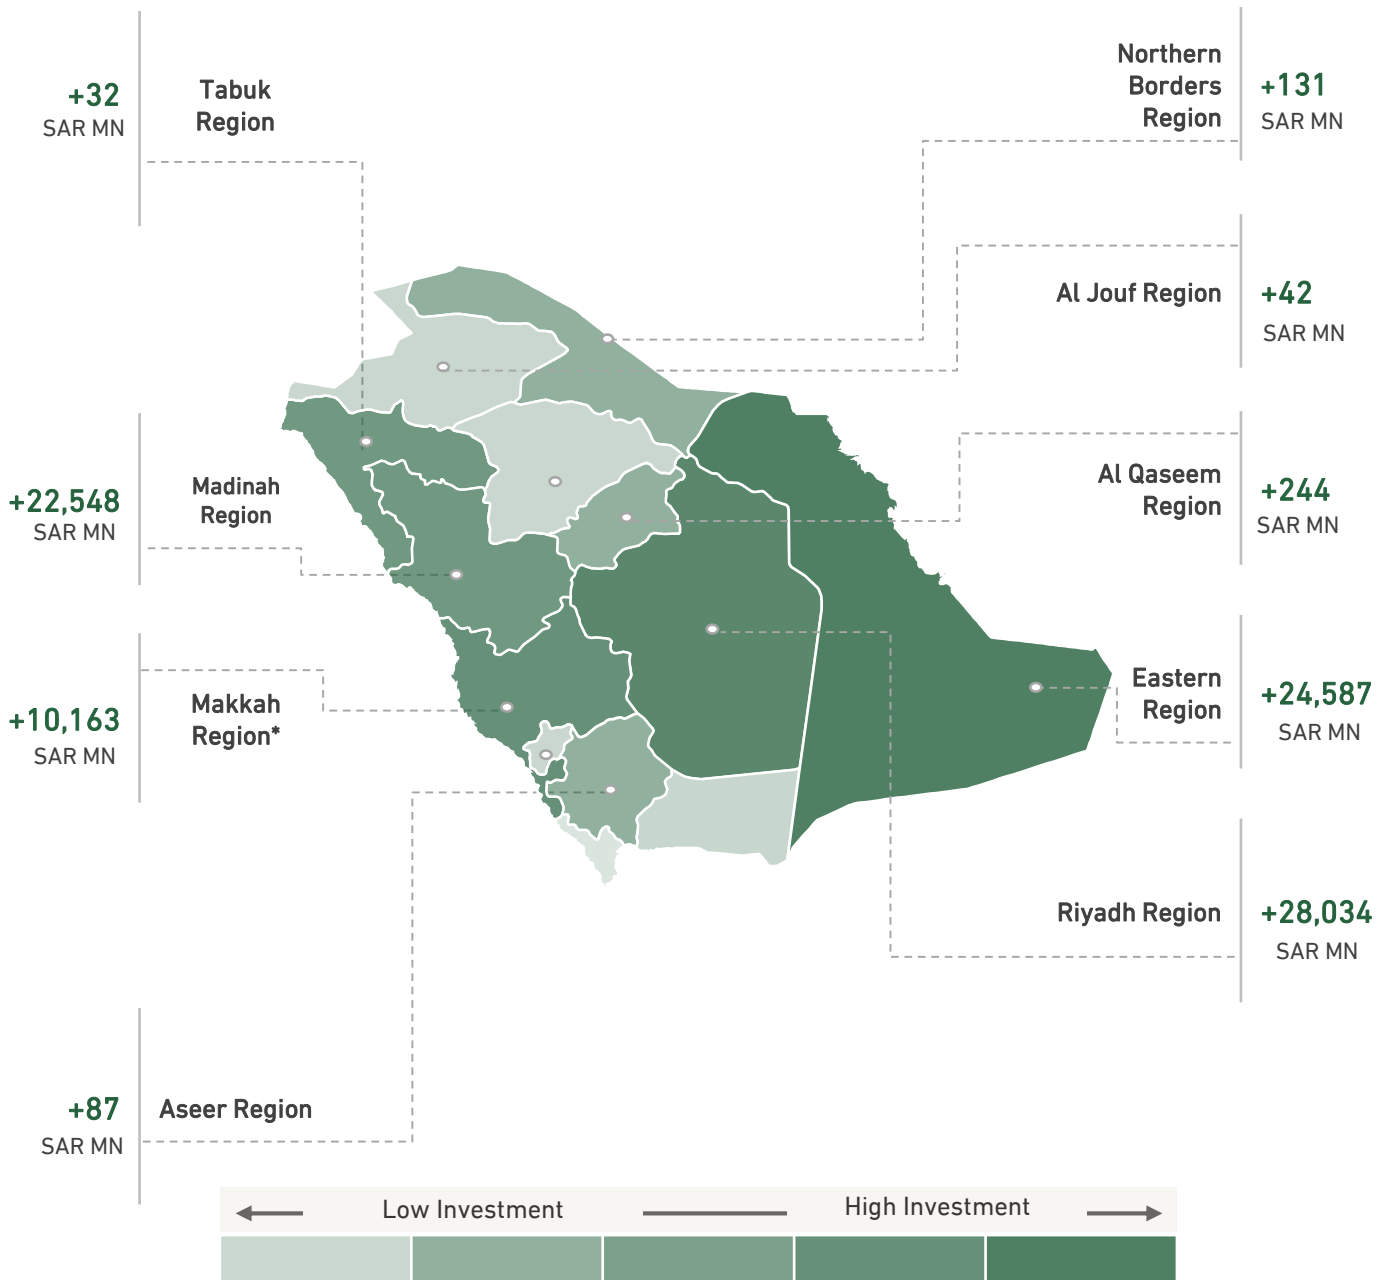 +32
SAR MN
Tabuk
Region
Northern
Borders
Region
+131
SAR MN
Al Jouf Region
+42
SAR MN
+22,548
SAR MN
Madinah
Region
Al Qaseem
Region
+244
SAR MN
+10,163
SAR MN
Makkah
Region*
Eastern
Region
+24,587
SAR MN
Riyadh Region
+28,034
SAR MN
+87
SAR MN
Aseer Region
Low Investment
High Investment